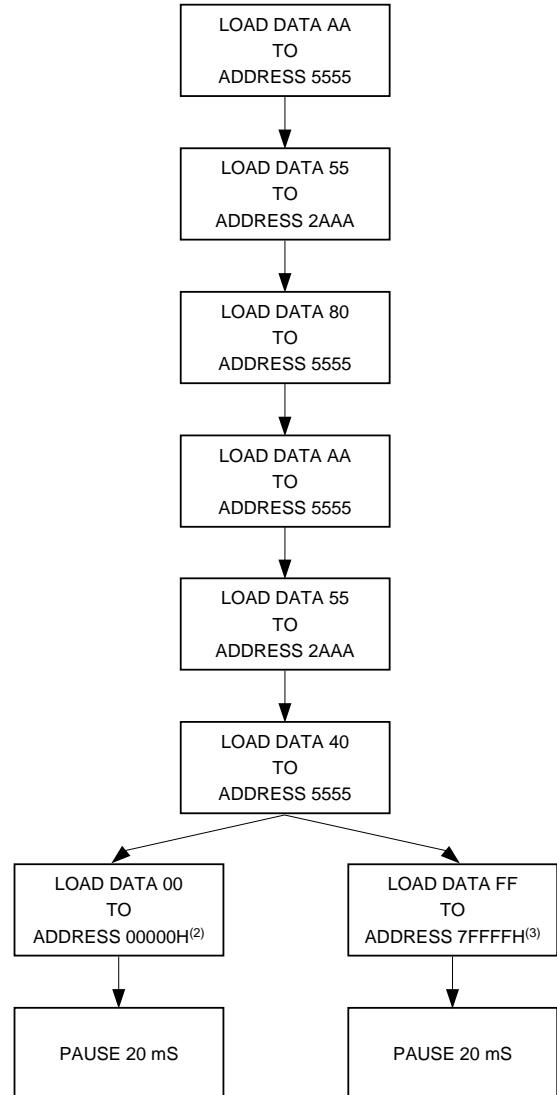 LOAD DATA AA
TO
ADDRESS 5555
LOAD DATA 55
TO
ADDRESS 2AAA
LOAD DATA 80
TO
ADDRESS 5555
LOAD DATA AA
TO
ADDRESS 5555
LOAD DATA 55
TO
ADDRESS 2AAA
LOAD DATA 40
TO
ADDRESS 5555
LOAD DATA 00
TO
ADDRESS 00000H(2)
PAUSE 20 mS
LOAD DATA FF
TO
ADDRESS 7FFFFH(3)
PAUSE 20 mS